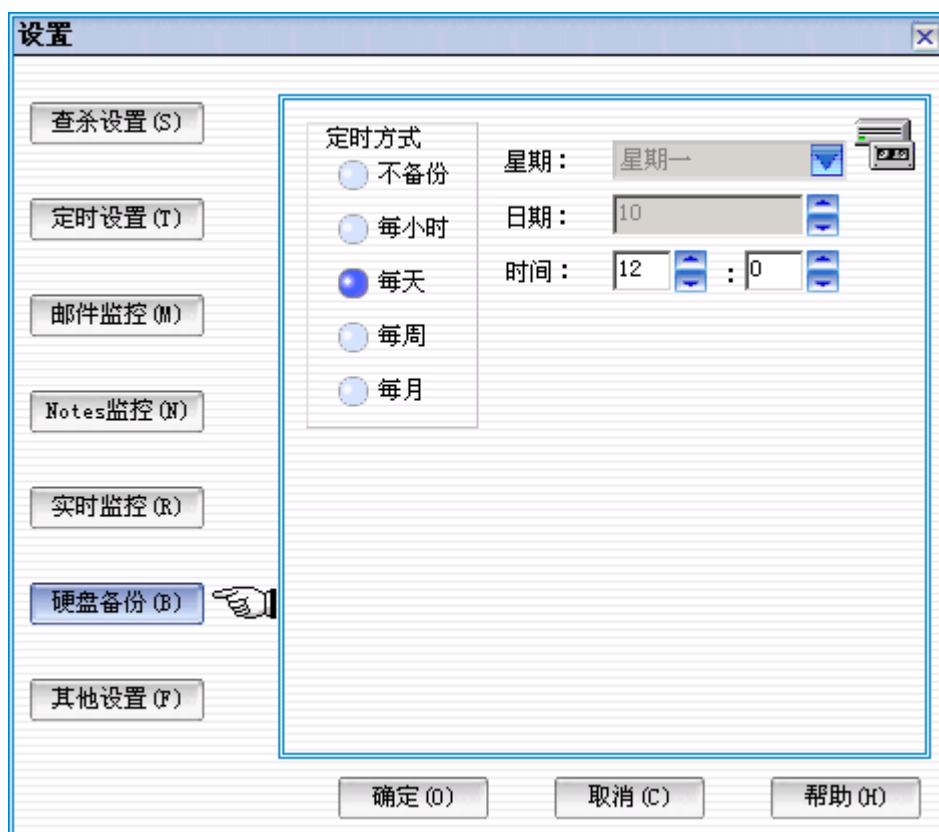 设置
查杀设置(S)
定时设置(T)
邮件监控(M)
Notes监控(N)
实时监控(R)
硬盘备份(B)
其他设置(F)
定时方式
不备份
每小时
每天
每周
每月
星期： 星期一
日期： 10
时间： 12 : 0
确定(O) 取消(C) 帮助(H)